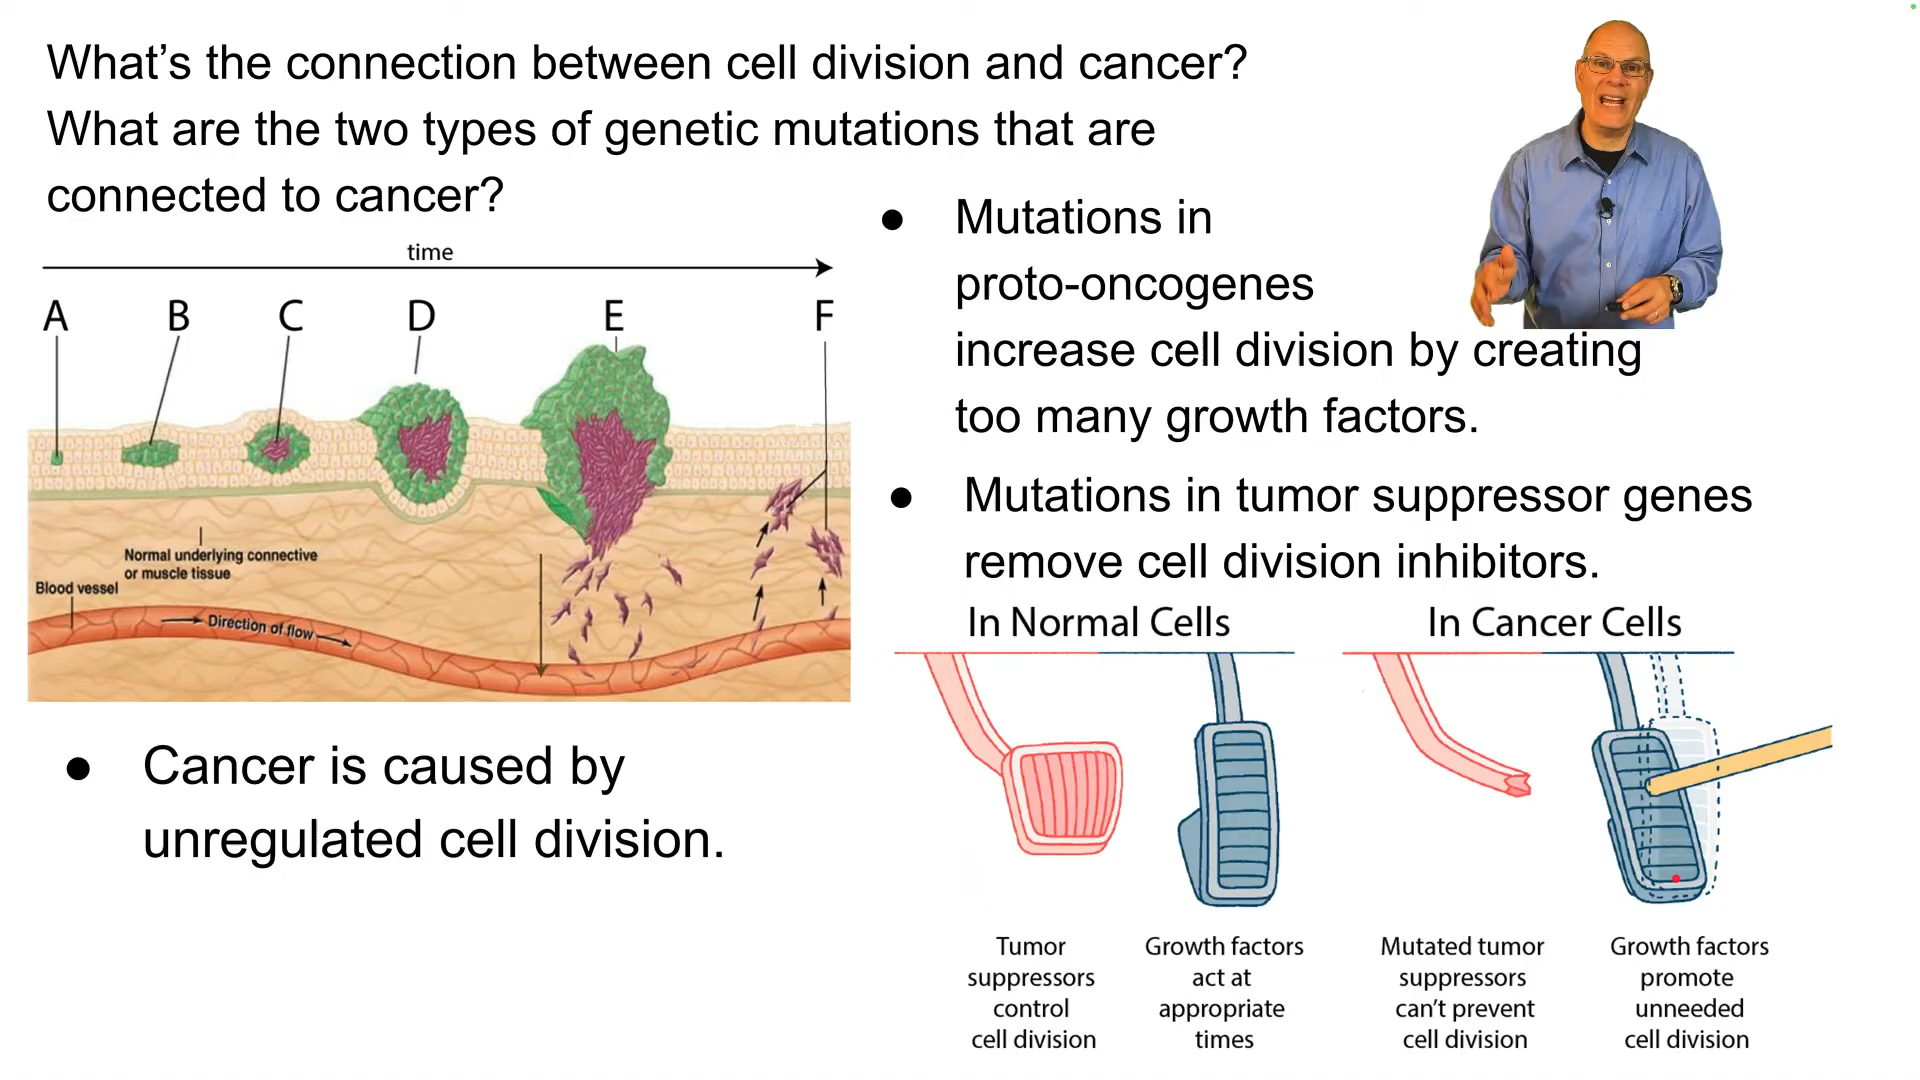 What’s the connection between cell division and cancer?
What are the two types of genetic mutations that are
connected to cancer?
time
A B C D E F
Normal underlying connective
or muscle tissue
Blood vessel
Direction of flow
● Cancer is caused by
unregulated cell division.
● Mutations in
proto-oncogenes
increase cell division by creating
too many growth factors.
● Mutations in tumor suppressor genes
remove cell division inhibitors.
In Normal Cells
In Cancer Cells
Tumor
suppressors
control
cell division
Growth factors
act at
appropriate
times
Mutated tumor
suppressors
can’t prevent
cell division
Growth factors
promote
unneeded
cell division